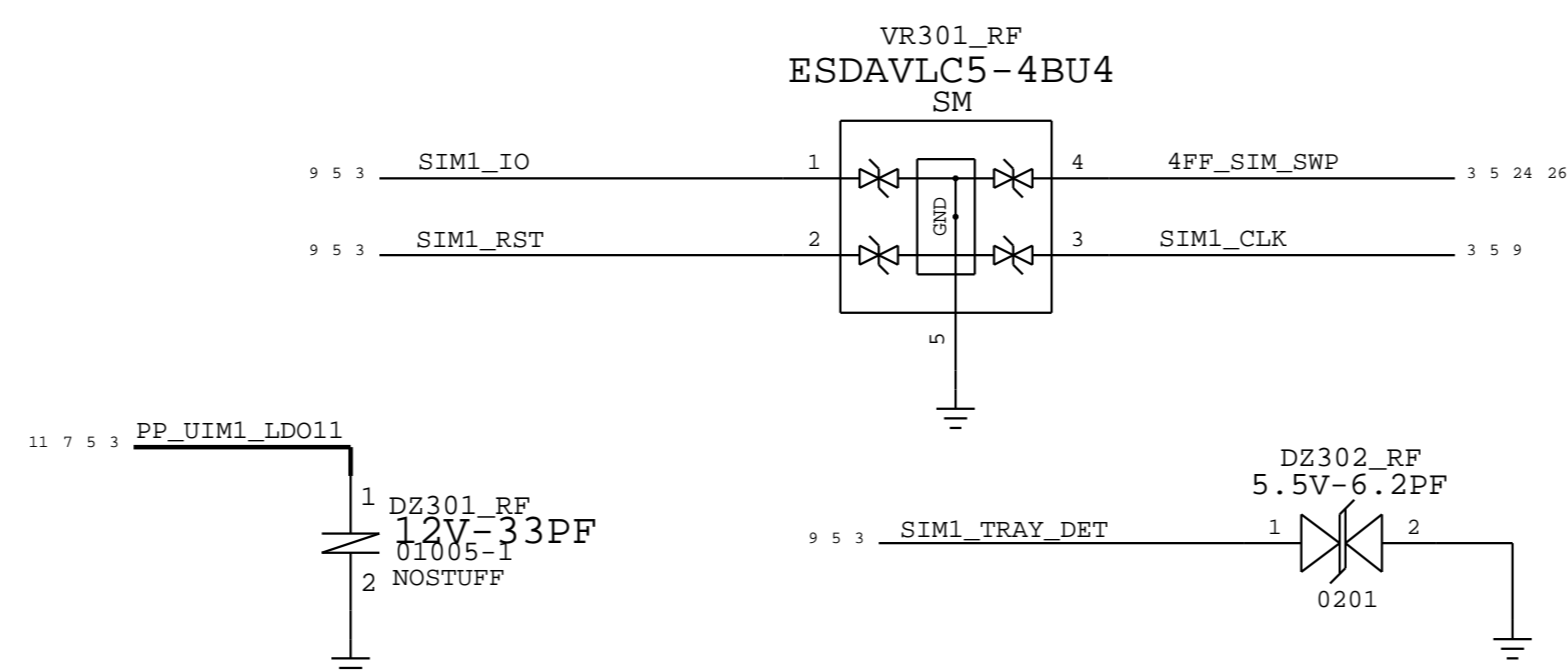 VR301_RF
ESDAVLC5-4BU4
SM
9 5 3 SIM1_IO 1 4 4FF_SIM_SWP 3 5 24 26
GND
9 5 3 SIM1_RST 2 3 SIM1_CLK 3 5 9
5
11 7 5 3 PP_UIM1_LDO11
1 DZ301_RF
12V-33PF
01005-1
2 NOSTUFF
DZ302_RF
5.5V-6.2PF
9 5 3 SIM1_TRAY_DET 1 2
0201